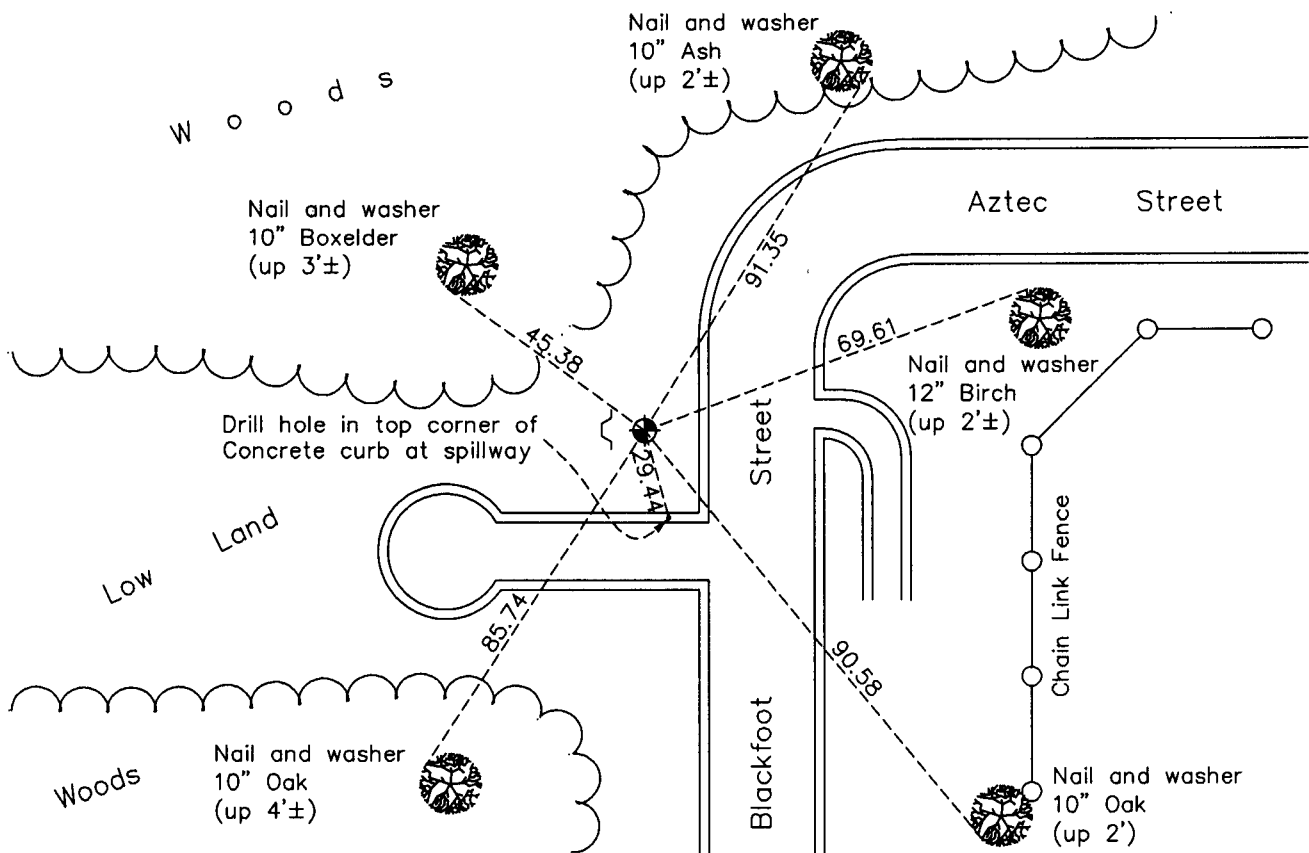 Nail and washer
10" Ash
(up 2'±)
Woods
Nail and washer
10" Boxelder
(up 3'±)
Aztec Street
91.35
45.38
69.61
Nail and washer
12" Birch
(up 2'±)
Drill hole in top corner of
Concrete curb at spillway
29.44
Blackfoot Street
Low Land
Chain Link Fence
85.74
90.58
Woods
Nail and washer
10" Oak
(up 4'±)
Nail and washer
10" Oak
(up 2')